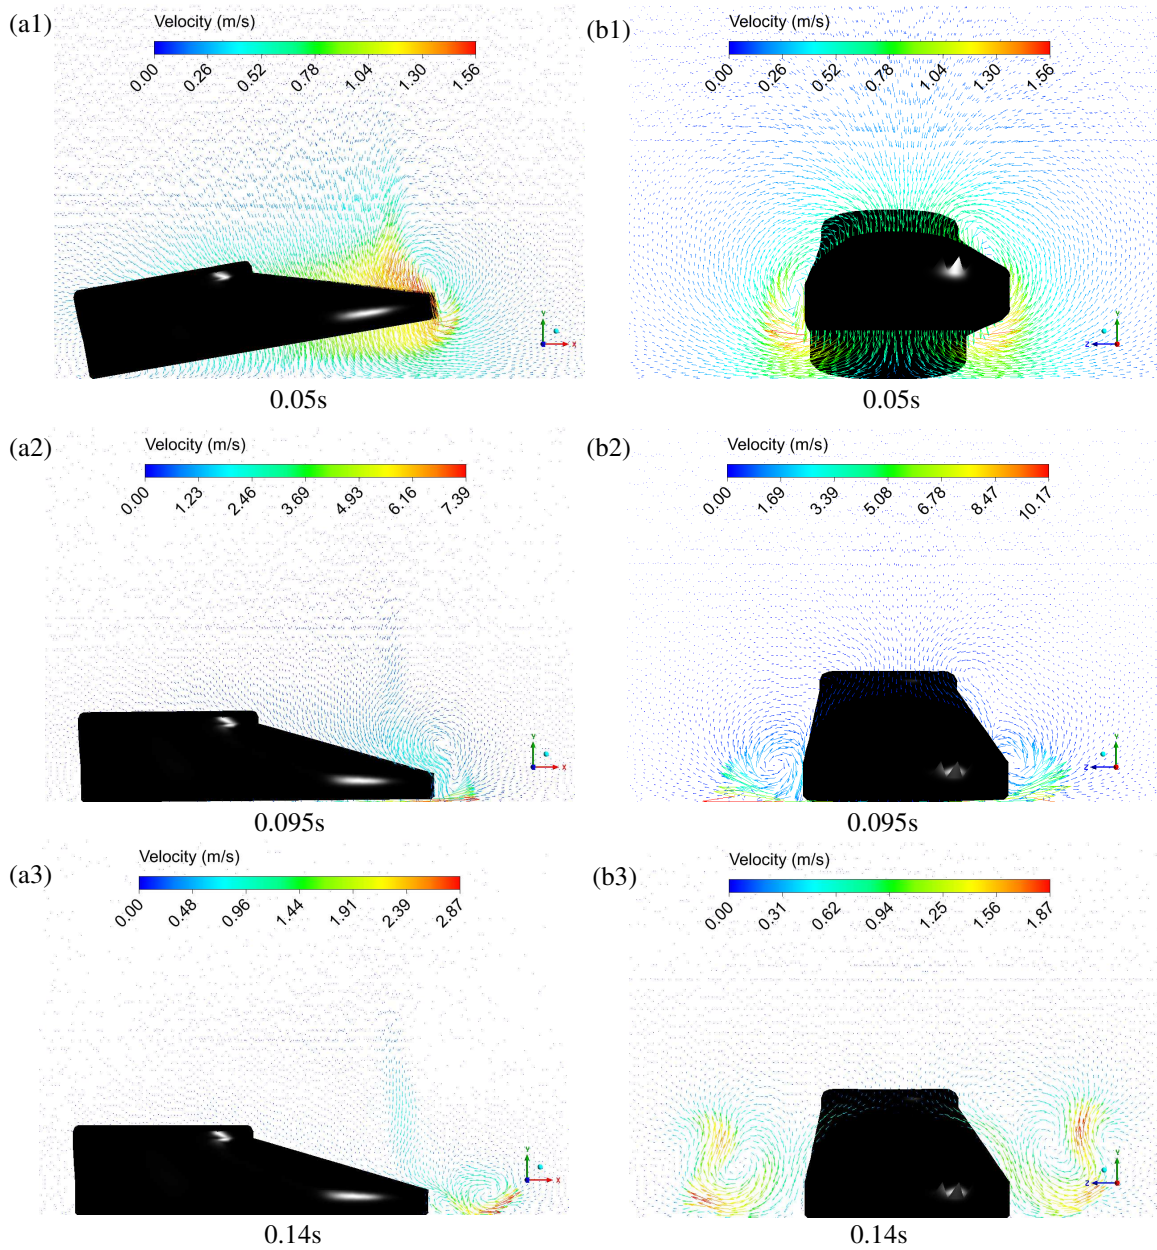 (a1)
Velocity (m/s)
0.00 0.26 0.52 0.78 1.04 1.30 1.56
Y
X
0.05s
(b1)
Velocity (m/s)
0.00 0.26 0.52 0.78 1.04 1.30 1.56
Y
Z
0.05s
(a2)
Velocity (m/s)
0.00 1.23 2.46 3.69 4.93 6.16 7.39
Y
X
0.095s
(b2)
Velocity (m/s)
0.00 1.69 3.39 5.08 6.78 8.47 10.17
Y
Z
0.095s
(a3)
Velocity (m/s)
0.00 0.48 0.96 1.44 1.91 2.39 2.87
Y
X
0.14s
(b3)
Velocity (m/s)
0.00 0.31 0.62 0.94 1.25 1.56 1.87
Y
Z
0.14s